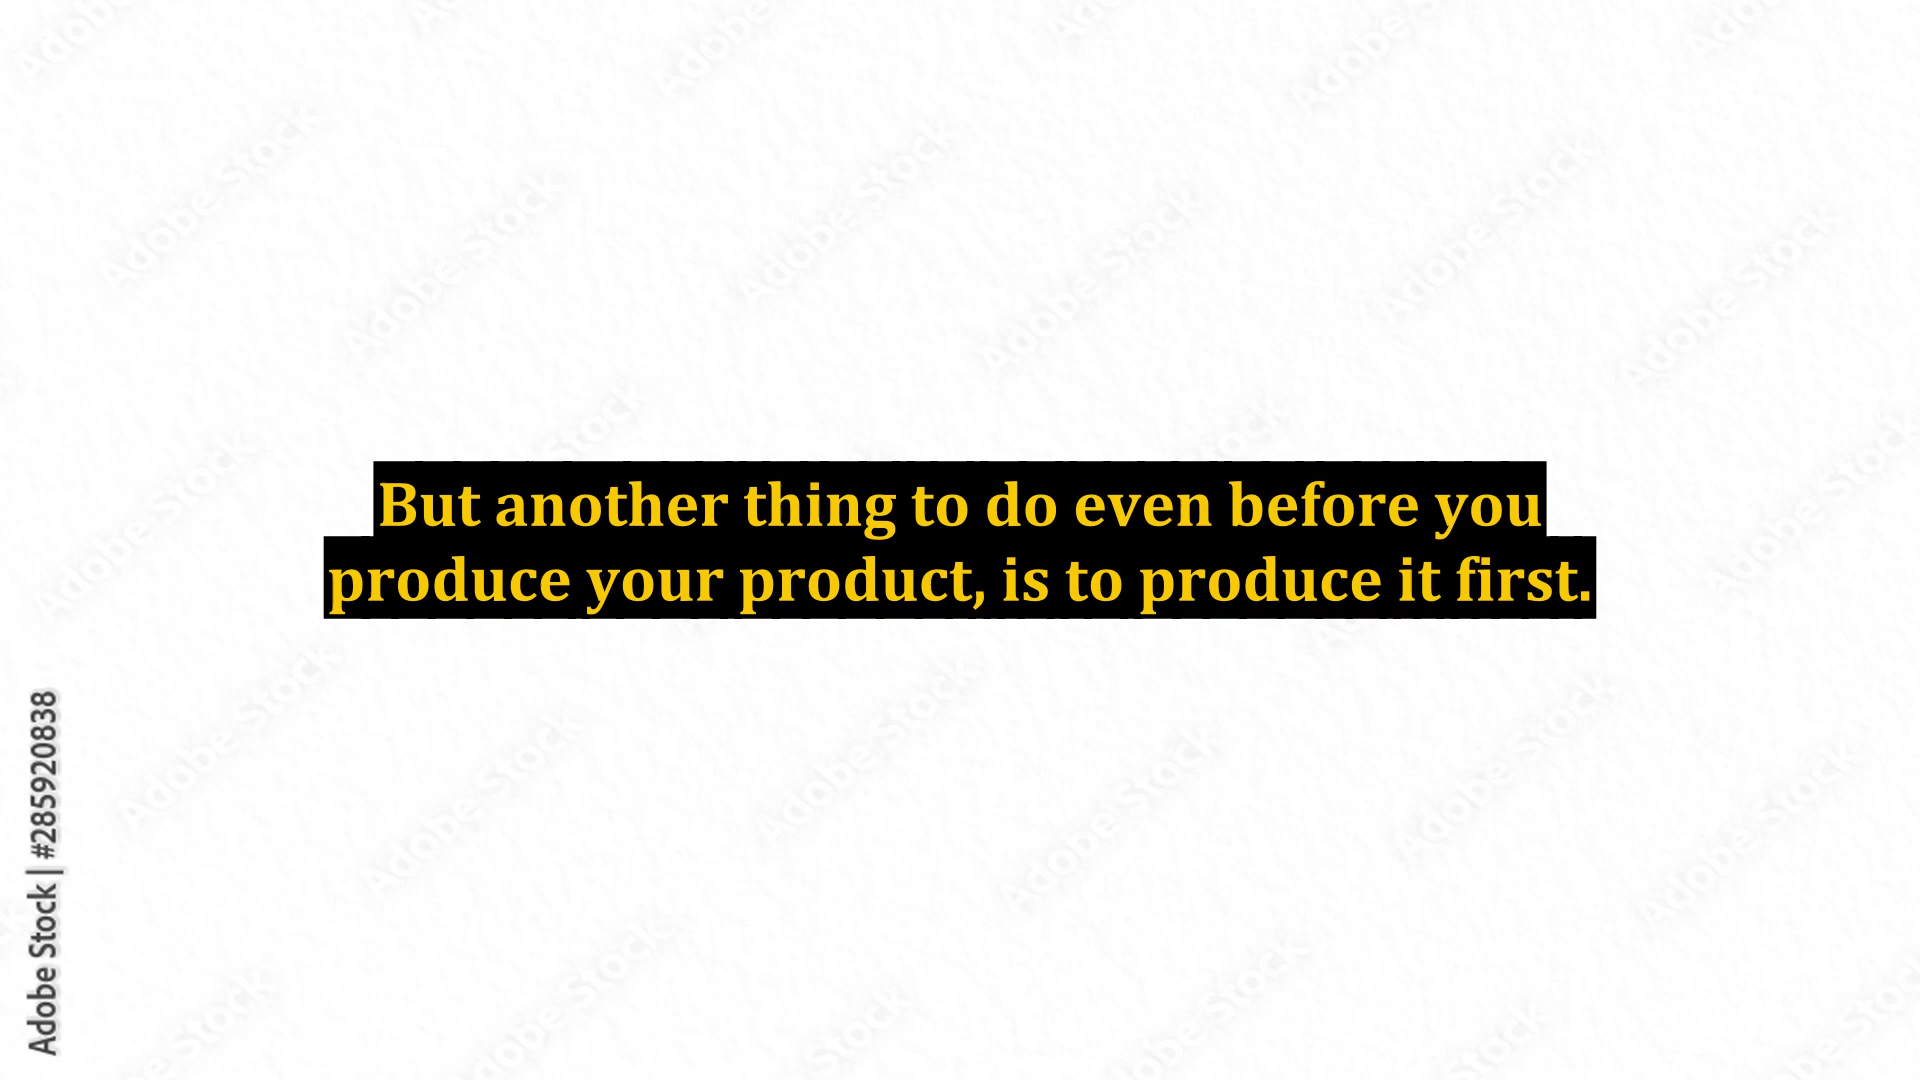 But another thing to do even before you
produce your product, is to produce it first.
Adobe Stock | #285920838